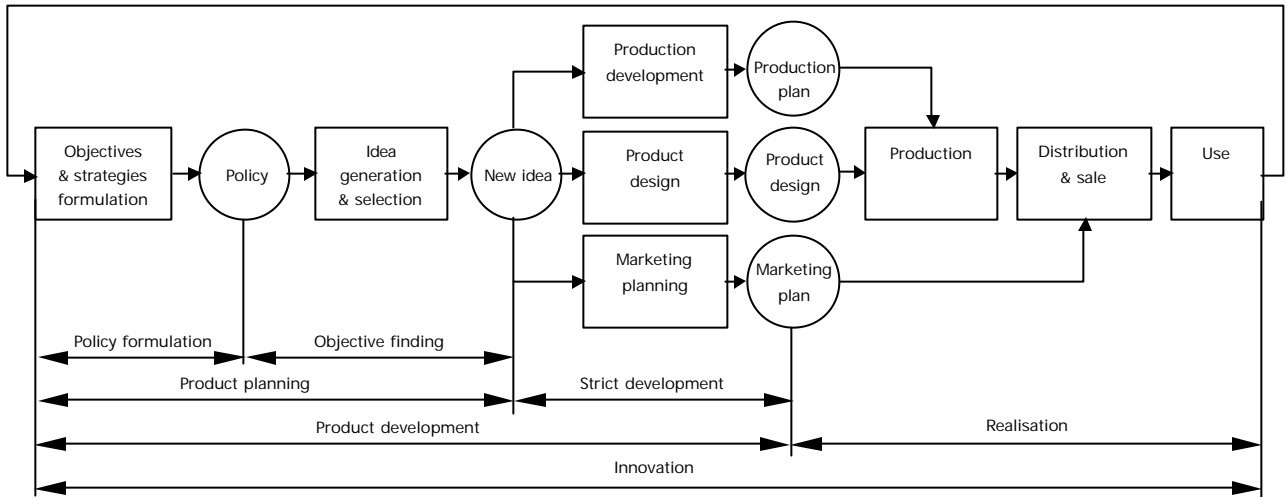 Objectives
& strategies
formulation
Policy
Idea
generation
& selection
New idea
Production
development
Production
plan
Product
design
Product
design
Marketing
planning
Marketing
plan
Production
Distribution
& sale
Use
Policy formulation
Objective finding
Product planning
Strict development
Product development
Realisation
Innovation